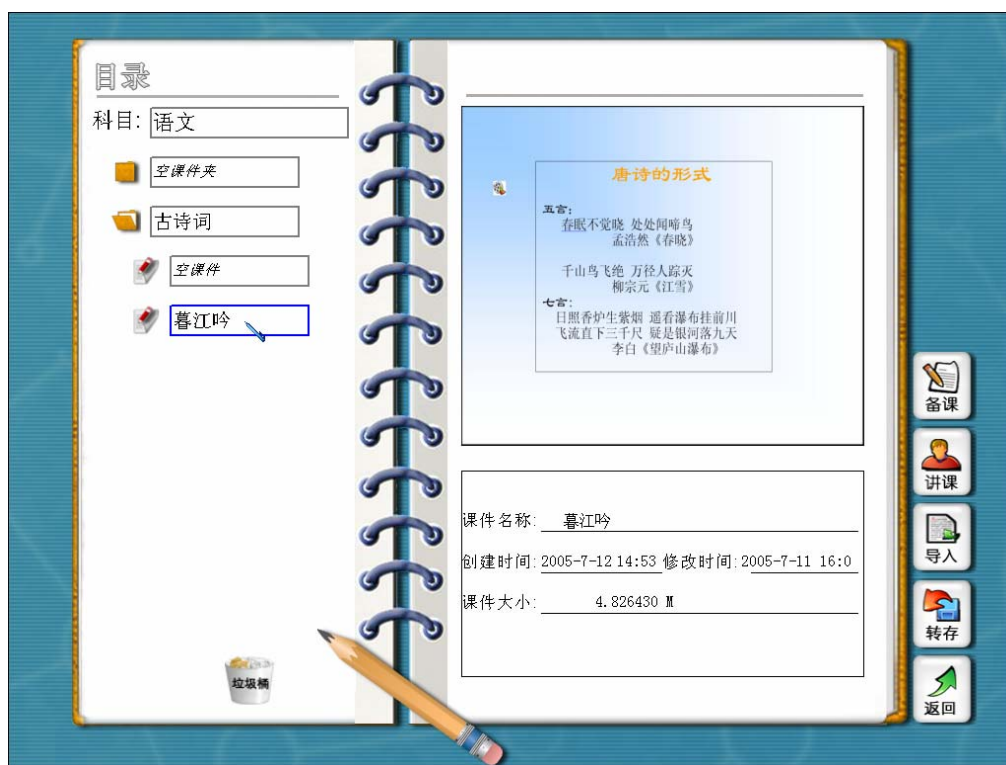 目录
科目: 语文
空课件夹
古诗词
空课件
暮江吟
垃圾桶
唐诗的形式
五言:
春眠不觉晓 处处闻啼鸟
孟浩然《春晓》
千山鸟飞绝 万径人踪灭
柳宗元《江雪》
七言:
日照香炉生紫烟 遥看瀑布挂前川
飞流直下三千尺 疑是银河落九天
李白《望庐山瀑布》
课件名称: 暮江吟
创建时间: 2005-7-12 14:53 修改时间: 2005-7-11 16:0
课件大小: 4.826430 M
备课
讲课
导入
转存
返回